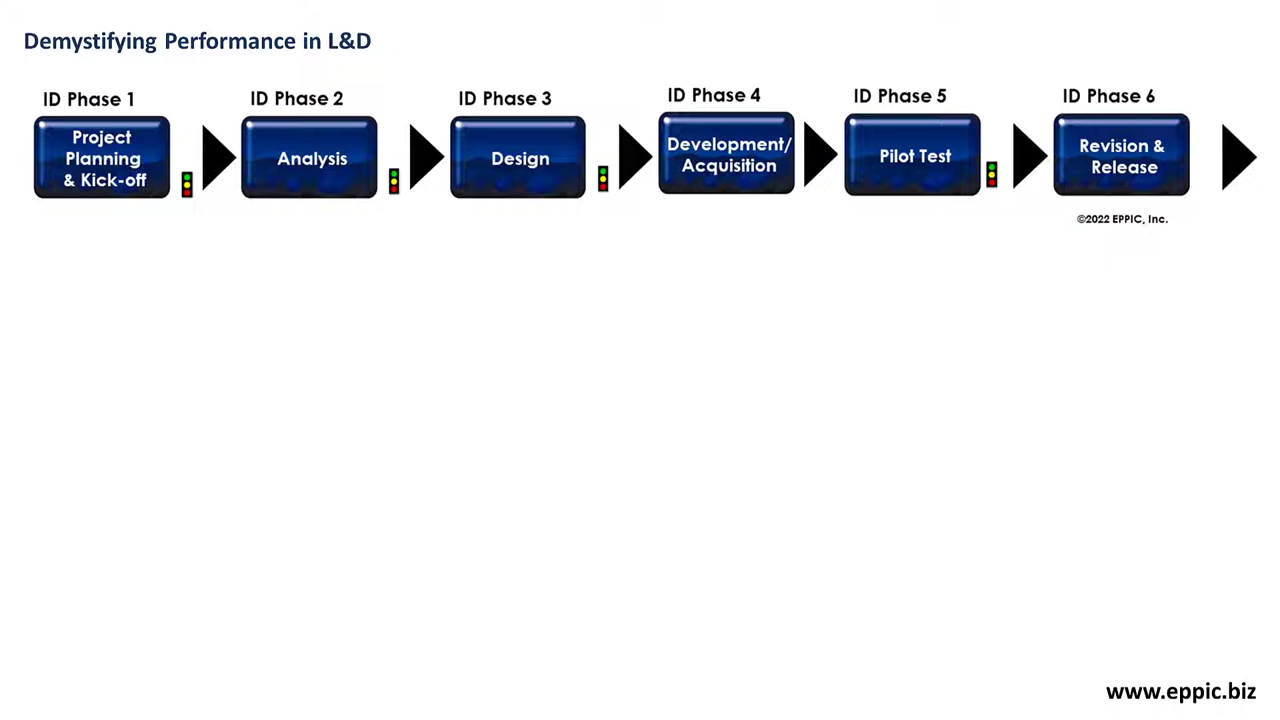 Demystifying Performance in L&D
ID Phase 1
Project
Planning
& Kick-off
ID Phase 2
Analysis
ID Phase 3
Design
ID Phase 4
Development/
Acquisition
ID Phase 5
Pilot Test
ID Phase 6
Revision &
Release
©2022 EPPIC, Inc.
www.eppic.biz